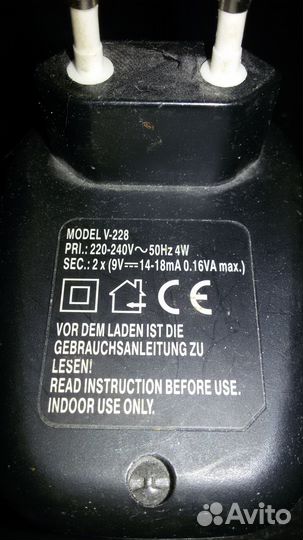 MODEL V-228
PRI.: 220-240V~50Hz 4W
SEC.: 2 x (9V⎓14-18mA 0.16VA max.)
CE
VOR DEM LADEN IST DIE
GEBRAUCHSANLEITUNG ZU
LESEN!
READ INSTRUCTION BEFORE USE.
INDOOR USE ONLY.
Avito